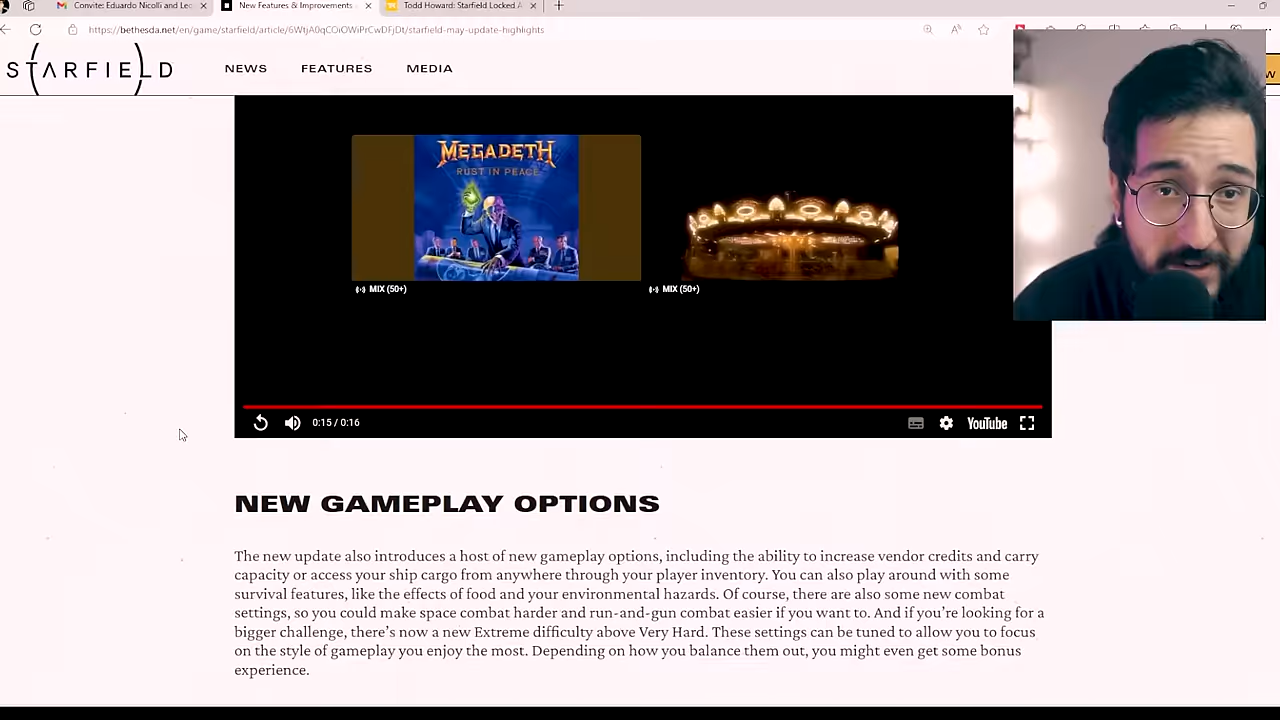 Convite: Eduardo Nicolli and Leo
New Features & Improvements
Todd Howard: Starfield Locked A
https://bethesda.net/en/game/starfield/article/6WtjA0qCOiOWiPrCwDFjDt/starfield-may-update-highlights
STARFIELD
NEWS
FEATURES
MEDIA
MEGADETH
RUST IN PEACE
MIX (50+)
MIX (50+)
0:15 / 0:16
YouTube
NEW GAMEPLAY OPTIONS
The new update also introduces a host of new gameplay options, including the ability to increase vendor credits and carry
capacity or access your ship cargo from anywhere through your player inventory. You can also play around with some
survival features, like the effects of food and your environmental hazards. Of course, there are also some new combat
settings, so you could make space combat harder and run-and-gun combat easier if you want to. And if you're looking for a
bigger challenge, there's now a new Extreme difficulty above Very Hard. These settings can be tuned to allow you to focus
on the style of gameplay you enjoy the most. Depending on how you balance them out, you might even get some bonus
experience.